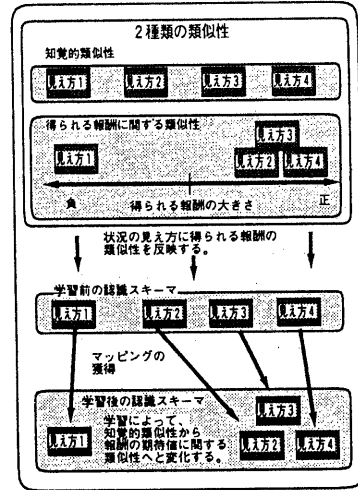 2種類の類似性
知覚的類似性
見え方1 見え方2 見え方3 見え方4
得られる報酬に関する類似性
見え方3
見え方1 見え方2 見え方4
負 得られる報酬の大きさ 正
状況の見え方に得られる報酬の
類似性を反映する。
学習前の認識スキーマ
見え方1 見え方2 見え方3 見え方4
マッピングの
獲得
学習後の認識スキーマ
学習によって、
知覚的類似性から
報酬の期待値に関する
類似性へと変化する。
見え方3
見え方1 見え方2 見え方4